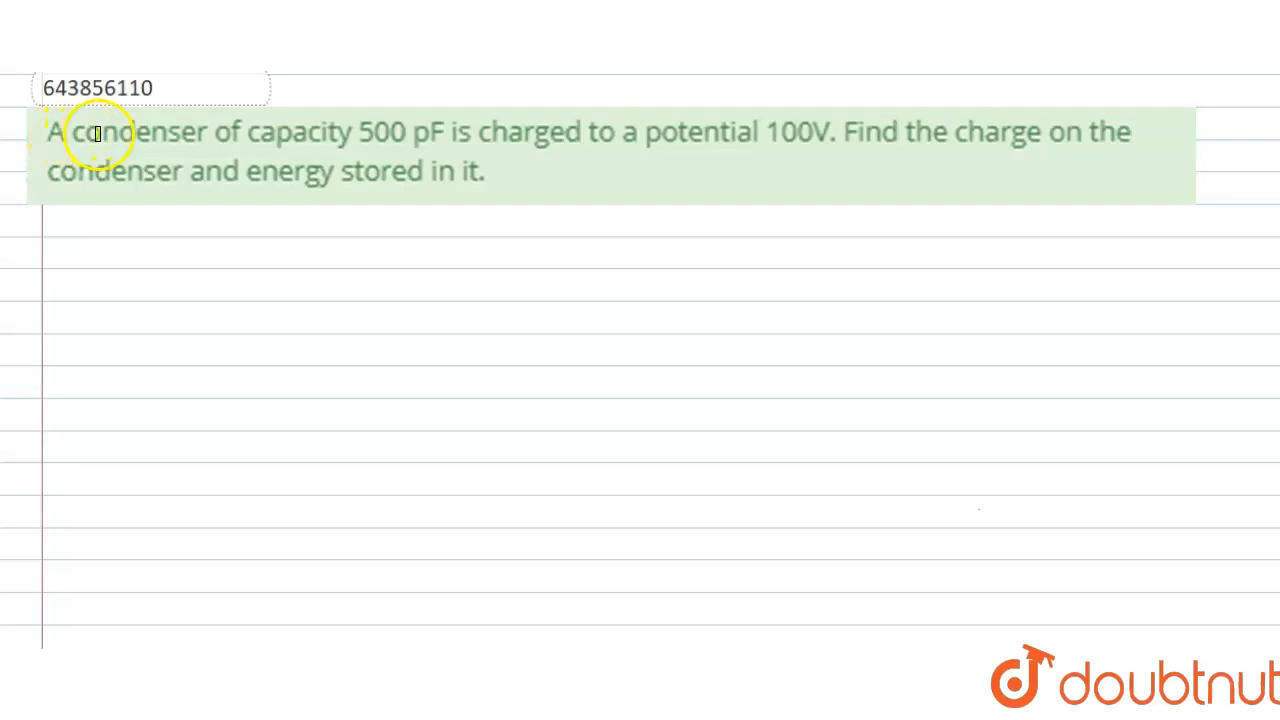 643856110
A condenser of capacity 500 pF is charged to a potential 100V. Find the charge on the
condenser and energy stored in it.
doubtnut